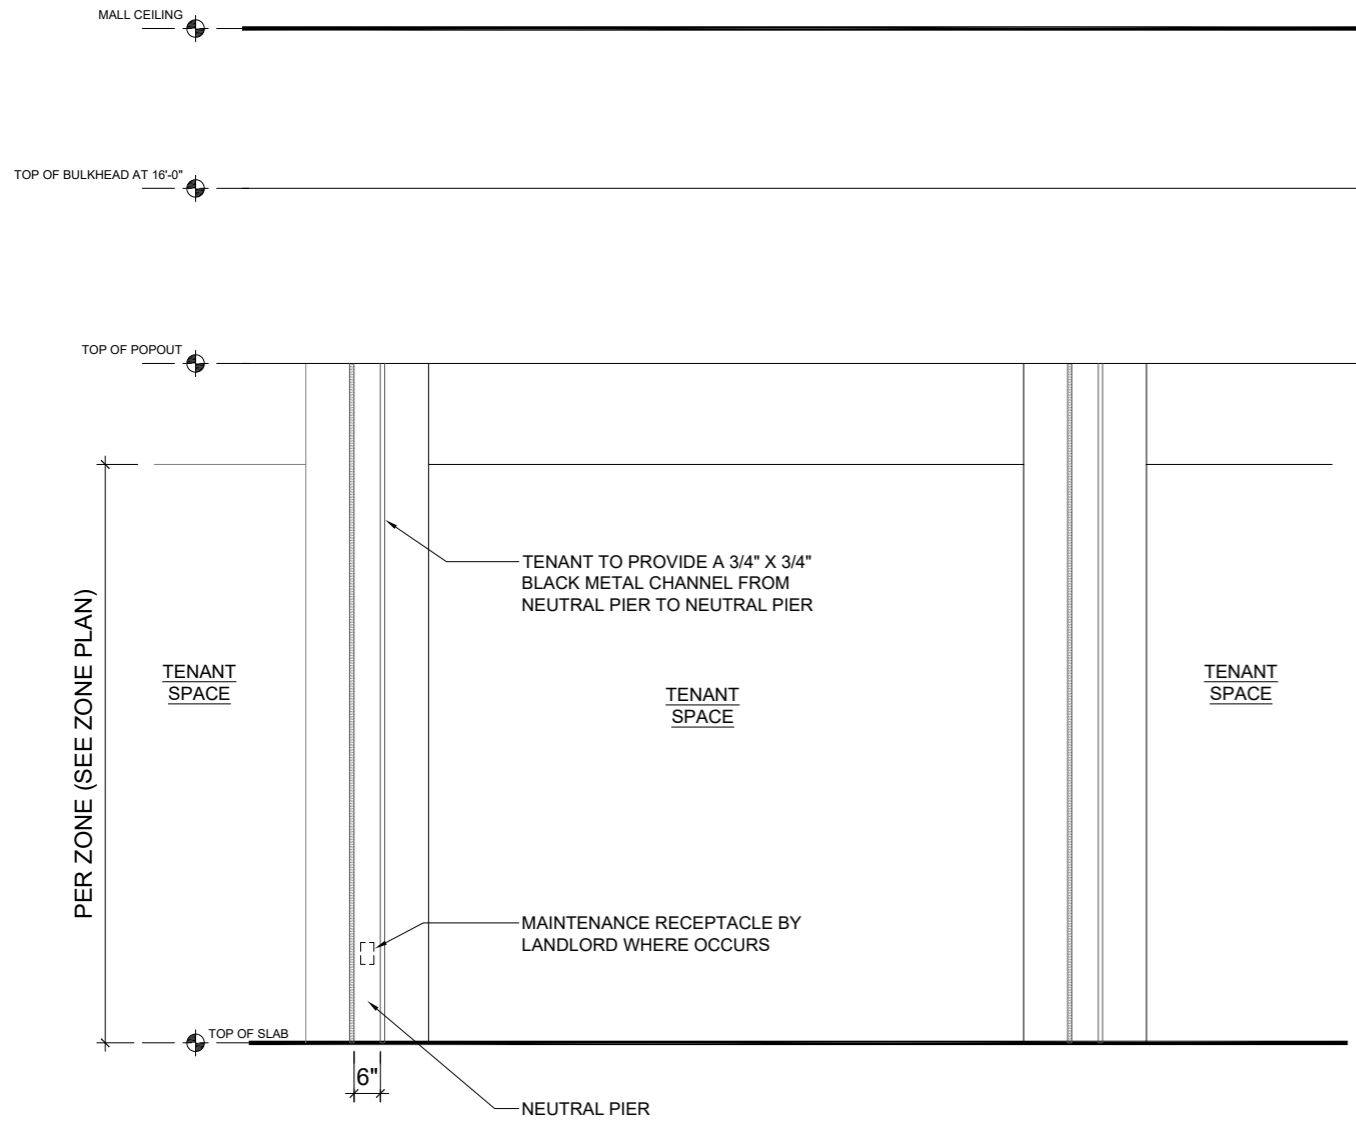 MALL CEILING
TOP OF BULKHEAD AT 16'-0"
TOP OF POPOUT
TENANT TO PROVIDE A 3/4" X 3/4"
BLACK METAL CHANNEL FROM
NEUTRAL PIER TO NEUTRAL PIER
PER ZONE (SEE ZONE PLAN)
TENANT
SPACE
TENANT
SPACE
TENANT
SPACE
MAINTENANCE RECEPTACLE BY
LANDLORD WHERE OCCURS
TOP OF SLAB
6"
NEUTRAL PIER